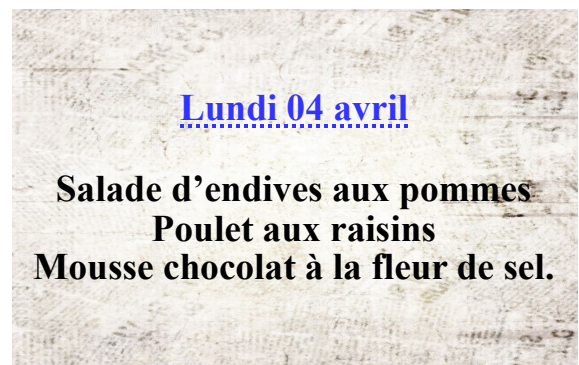 Lundi 04 avril
Salade d’endives aux pommes
Poulet aux raisins
Mousse chocolat à la fleur de sel.